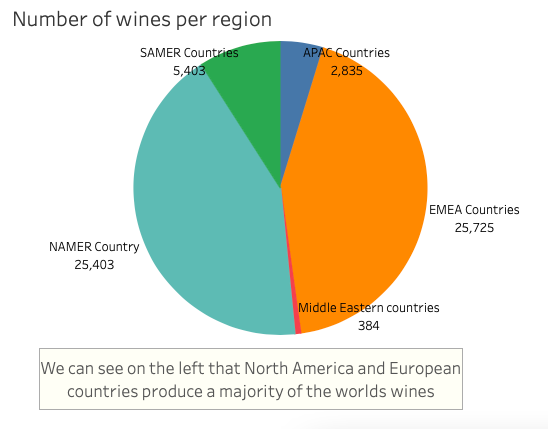 Number of wines per region
SAMER Countries
5,403
APAC Countries
2,835
EMEA Countries
25,725
NAMER Country
25,403
Middle Eastern countries
384
We can see on the left that North America and European
countries produce a majority of the worlds wines